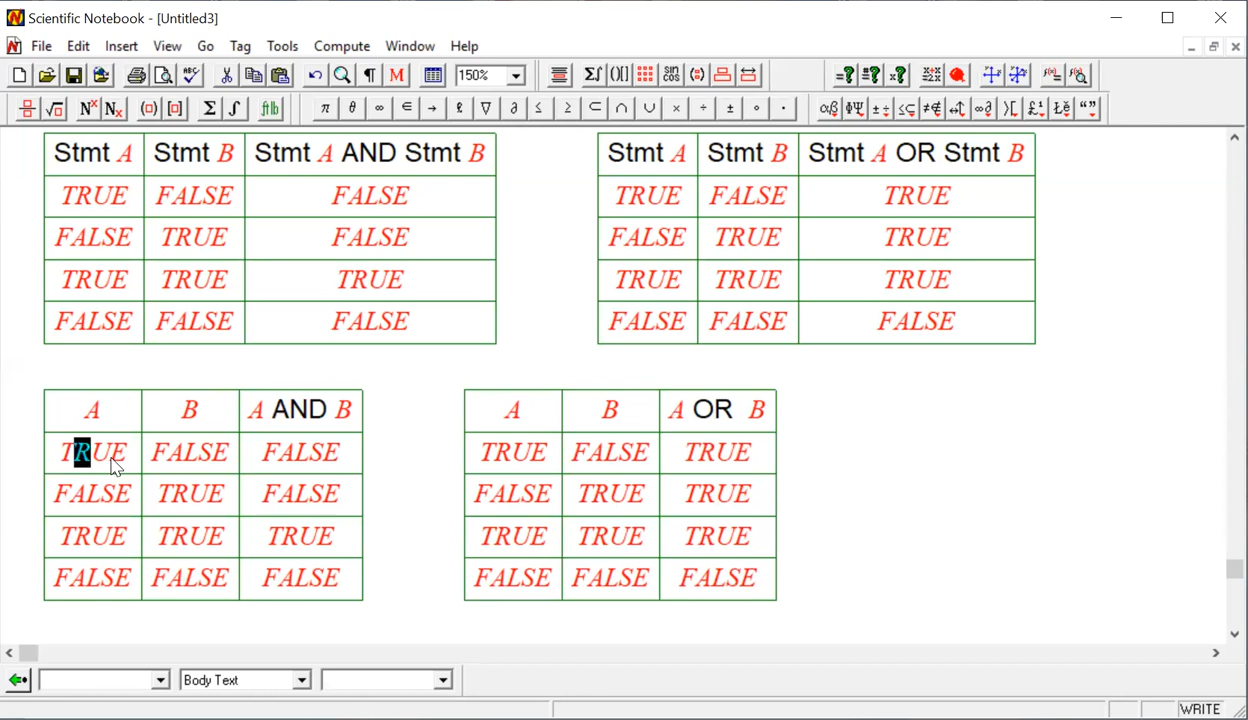 Scientific Notebook - [Untitled3]
File Edit Insert View Go Tag Tools Compute Window Help
150%
Stmt A Stmt B Stmt A AND Stmt B
TRUE FALSE FALSE
FALSE TRUE FALSE
TRUE TRUE TRUE
FALSE FALSE FALSE
Stmt A Stmt B Stmt A OR Stmt B
TRUE FALSE TRUE
FALSE TRUE TRUE
TRUE TRUE TRUE
FALSE FALSE FALSE
A B A AND B
TRUE FALSE FALSE
FALSE TRUE FALSE
TRUE TRUE TRUE
FALSE FALSE FALSE
A B A OR B
TRUE FALSE TRUE
FALSE TRUE TRUE
TRUE TRUE TRUE
FALSE FALSE FALSE
Body Text
WRITE